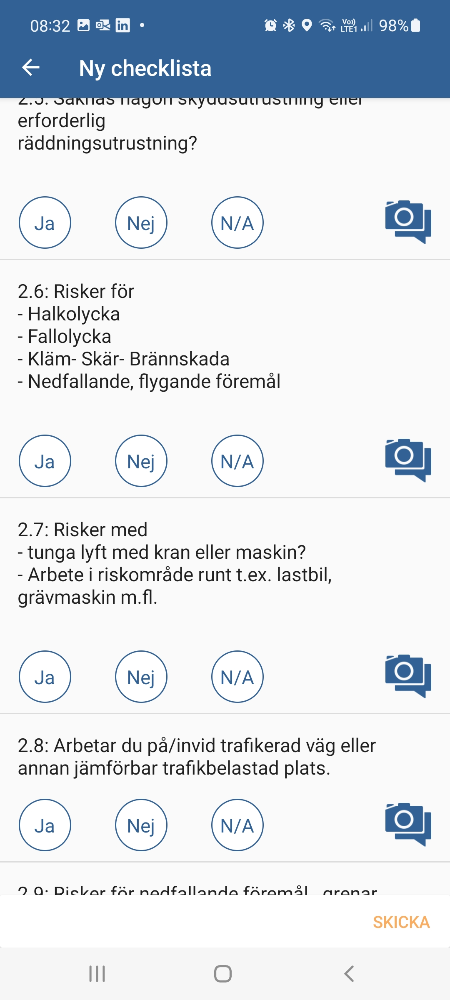 08:32
Vo))
LTE1
98%
Ny checklista
2.5: Saknas någon skyddsutrustning eller
erforderlig
räddningsutrustning?
Ja Nej N/A
2.6: Risker för
- Halkolycka
- Fallolycka
- Kläm- Skär- Brännskada
- Nedfallande, flygande föremål
Ja Nej N/A
2.7: Risker med
- tunga lyft med kran eller maskin?
- Arbete i riskområde runt t.ex. lastbil,
grävmaskin m.fl.
Ja Nej N/A
2.8: Arbetar du på/invid trafikerad väg eller
annan jämförbar trafikbelastad plats.
Ja Nej N/A
2.9: Risker för nedfallande föremål grenar
SKICKA